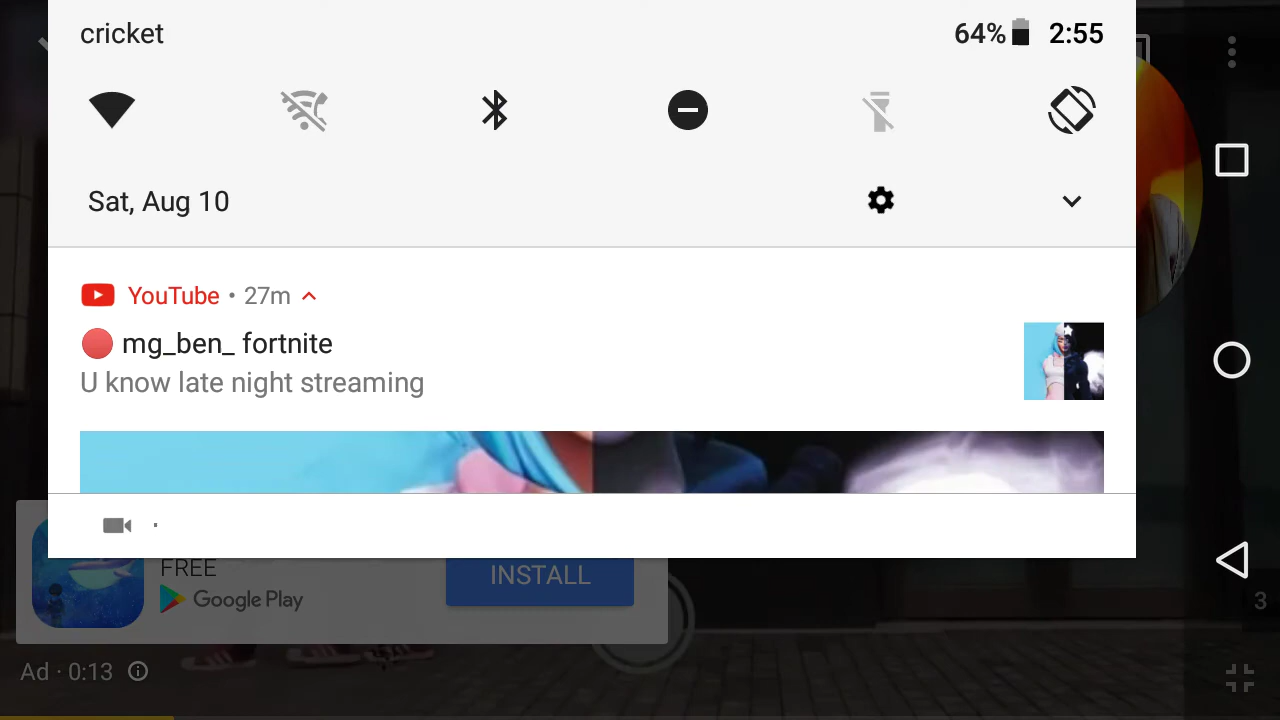 cricket 64% 2:55
Sat, Aug 10
YouTube • 27m
mg_ben_ fortnite
U know late night streaming
FREE
Google Play
INSTALL
3
Ad · 0:13